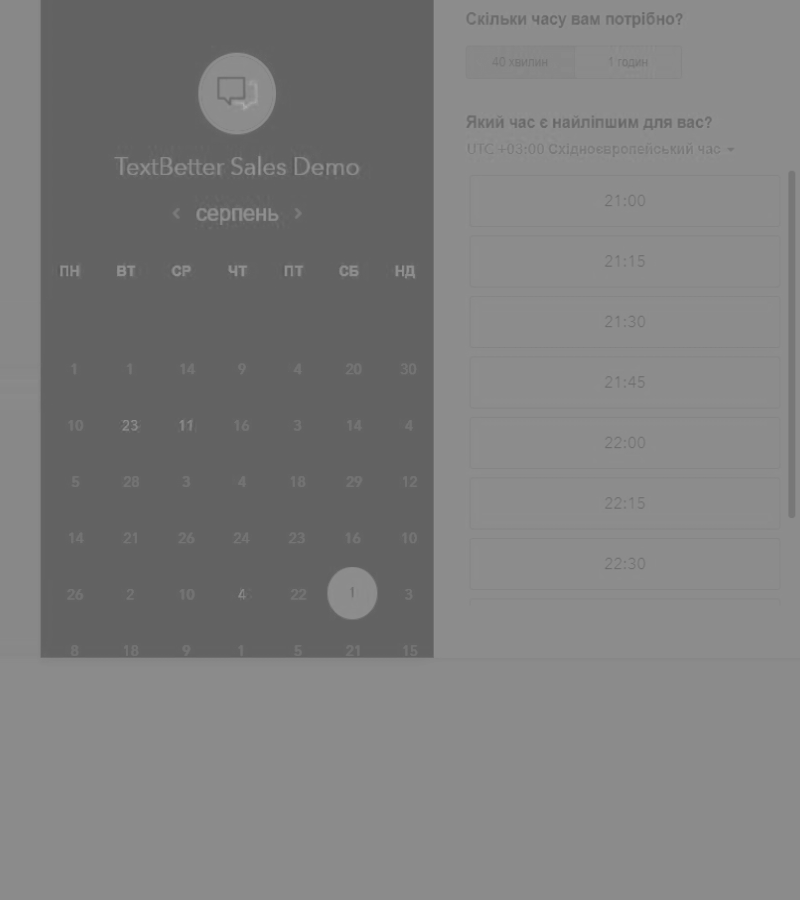 TextBetter Sales Demo
серпень
ПН ВТ СР ЧТ ПТ СБ НД
1 1 14 9 4 20 30
10 23 11 16 3 14 4
5 28 3 4 18 29 12
14 21 26 24 23 16 10
26 2 10 4 22 1 3
8 18 9 1 5 21 15
Скільки часу вам потрібно?
40 хвилин 1 годин
Який час є найліпшим для вас?
UTC +03:00 Східноєвропейський час
21:00
21:15
21:30
21:45
22:00
22:15
22:30